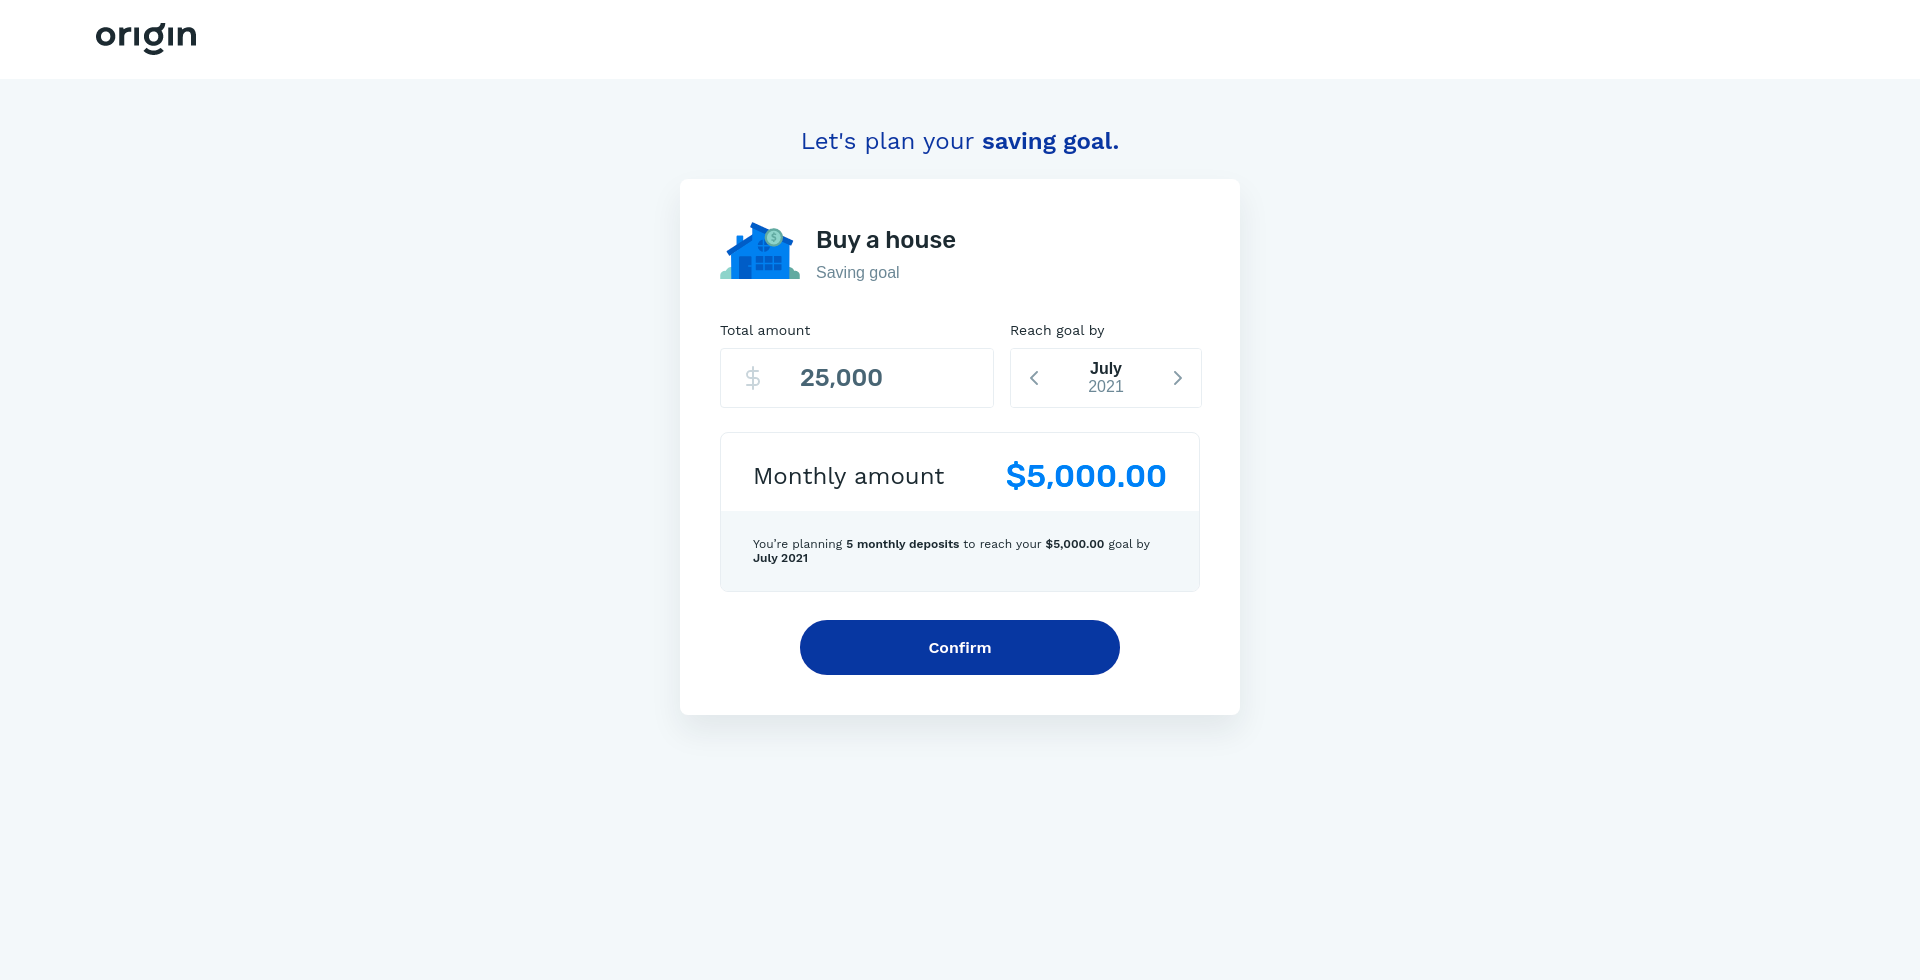 origin
Let's plan your saving goal.
Buy a house
Saving goal
Total amount
Reach goal by
$ 25,000
July
2021
Monthly amount $5,000.00
You're planning 5 monthly deposits to reach your $5,000.00 goal by
July 2021
Confirm